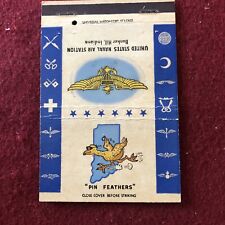 UNITED STATES NAVAL AIR STATION
Bunker Hill, Indiana
"PIN FEATHERS"
CLOSE COVER BEFORE STRIKING